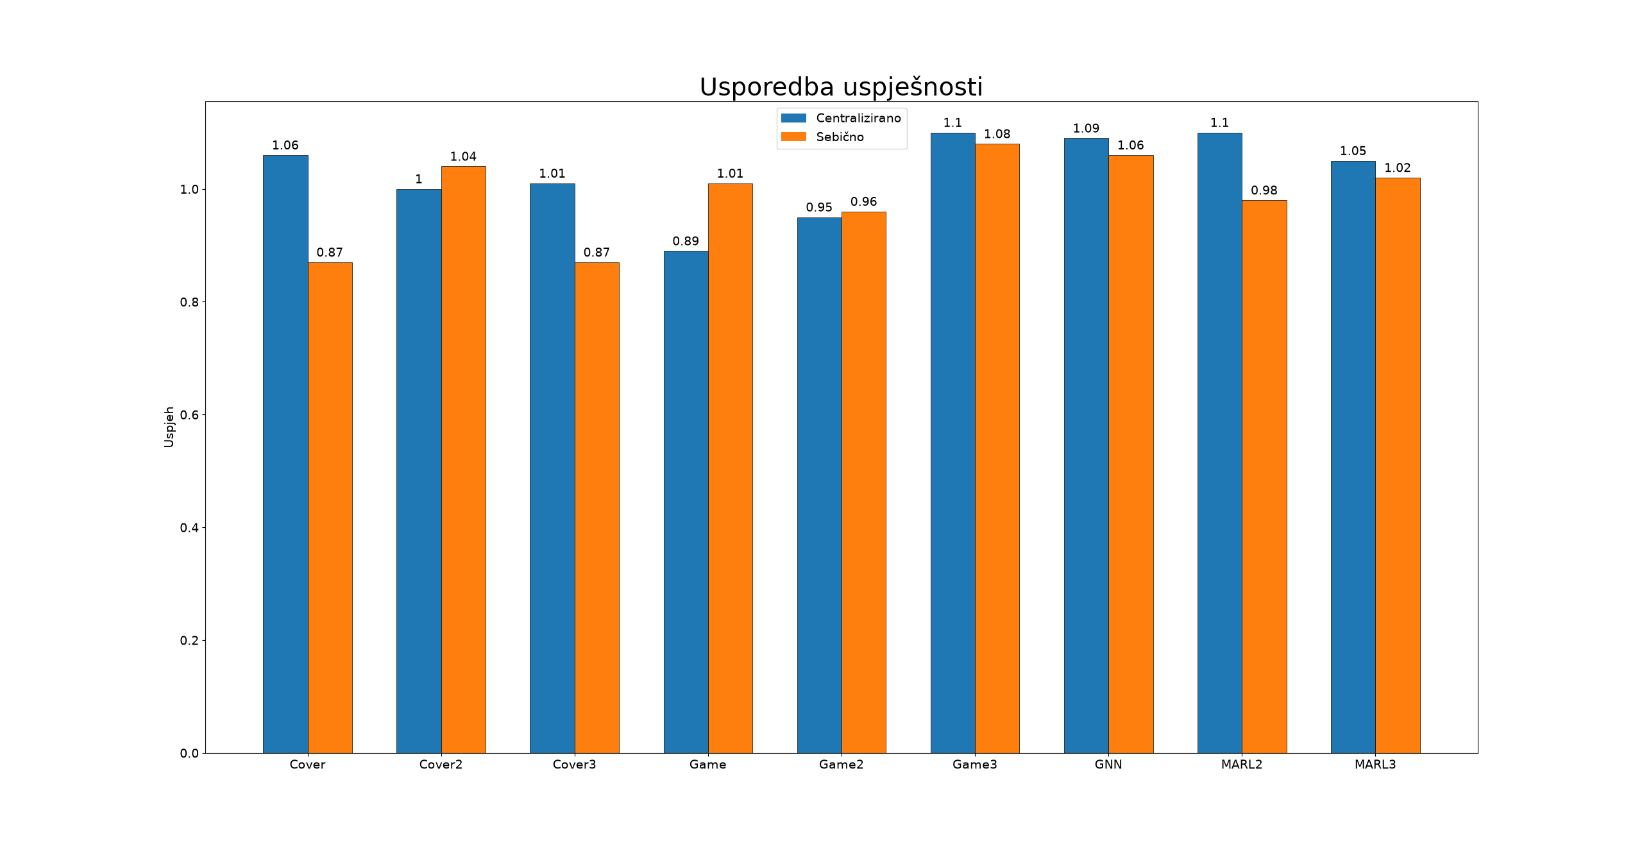 Usporedba uspješnosti
Centralizirano
Sebično
1.06
0.87
1
1.04
1.01
0.87
0.89
1.01
0.95
0.96
1.1
1.08
1.09
1.06
1.1
0.98
1.05
1.02
Uspjeh
1.0
0.8
0.6
0.4
0.2
0.0
Cover
Cover2
Cover3
Game
Game2
Game3
GNN
MARL2
MARL3